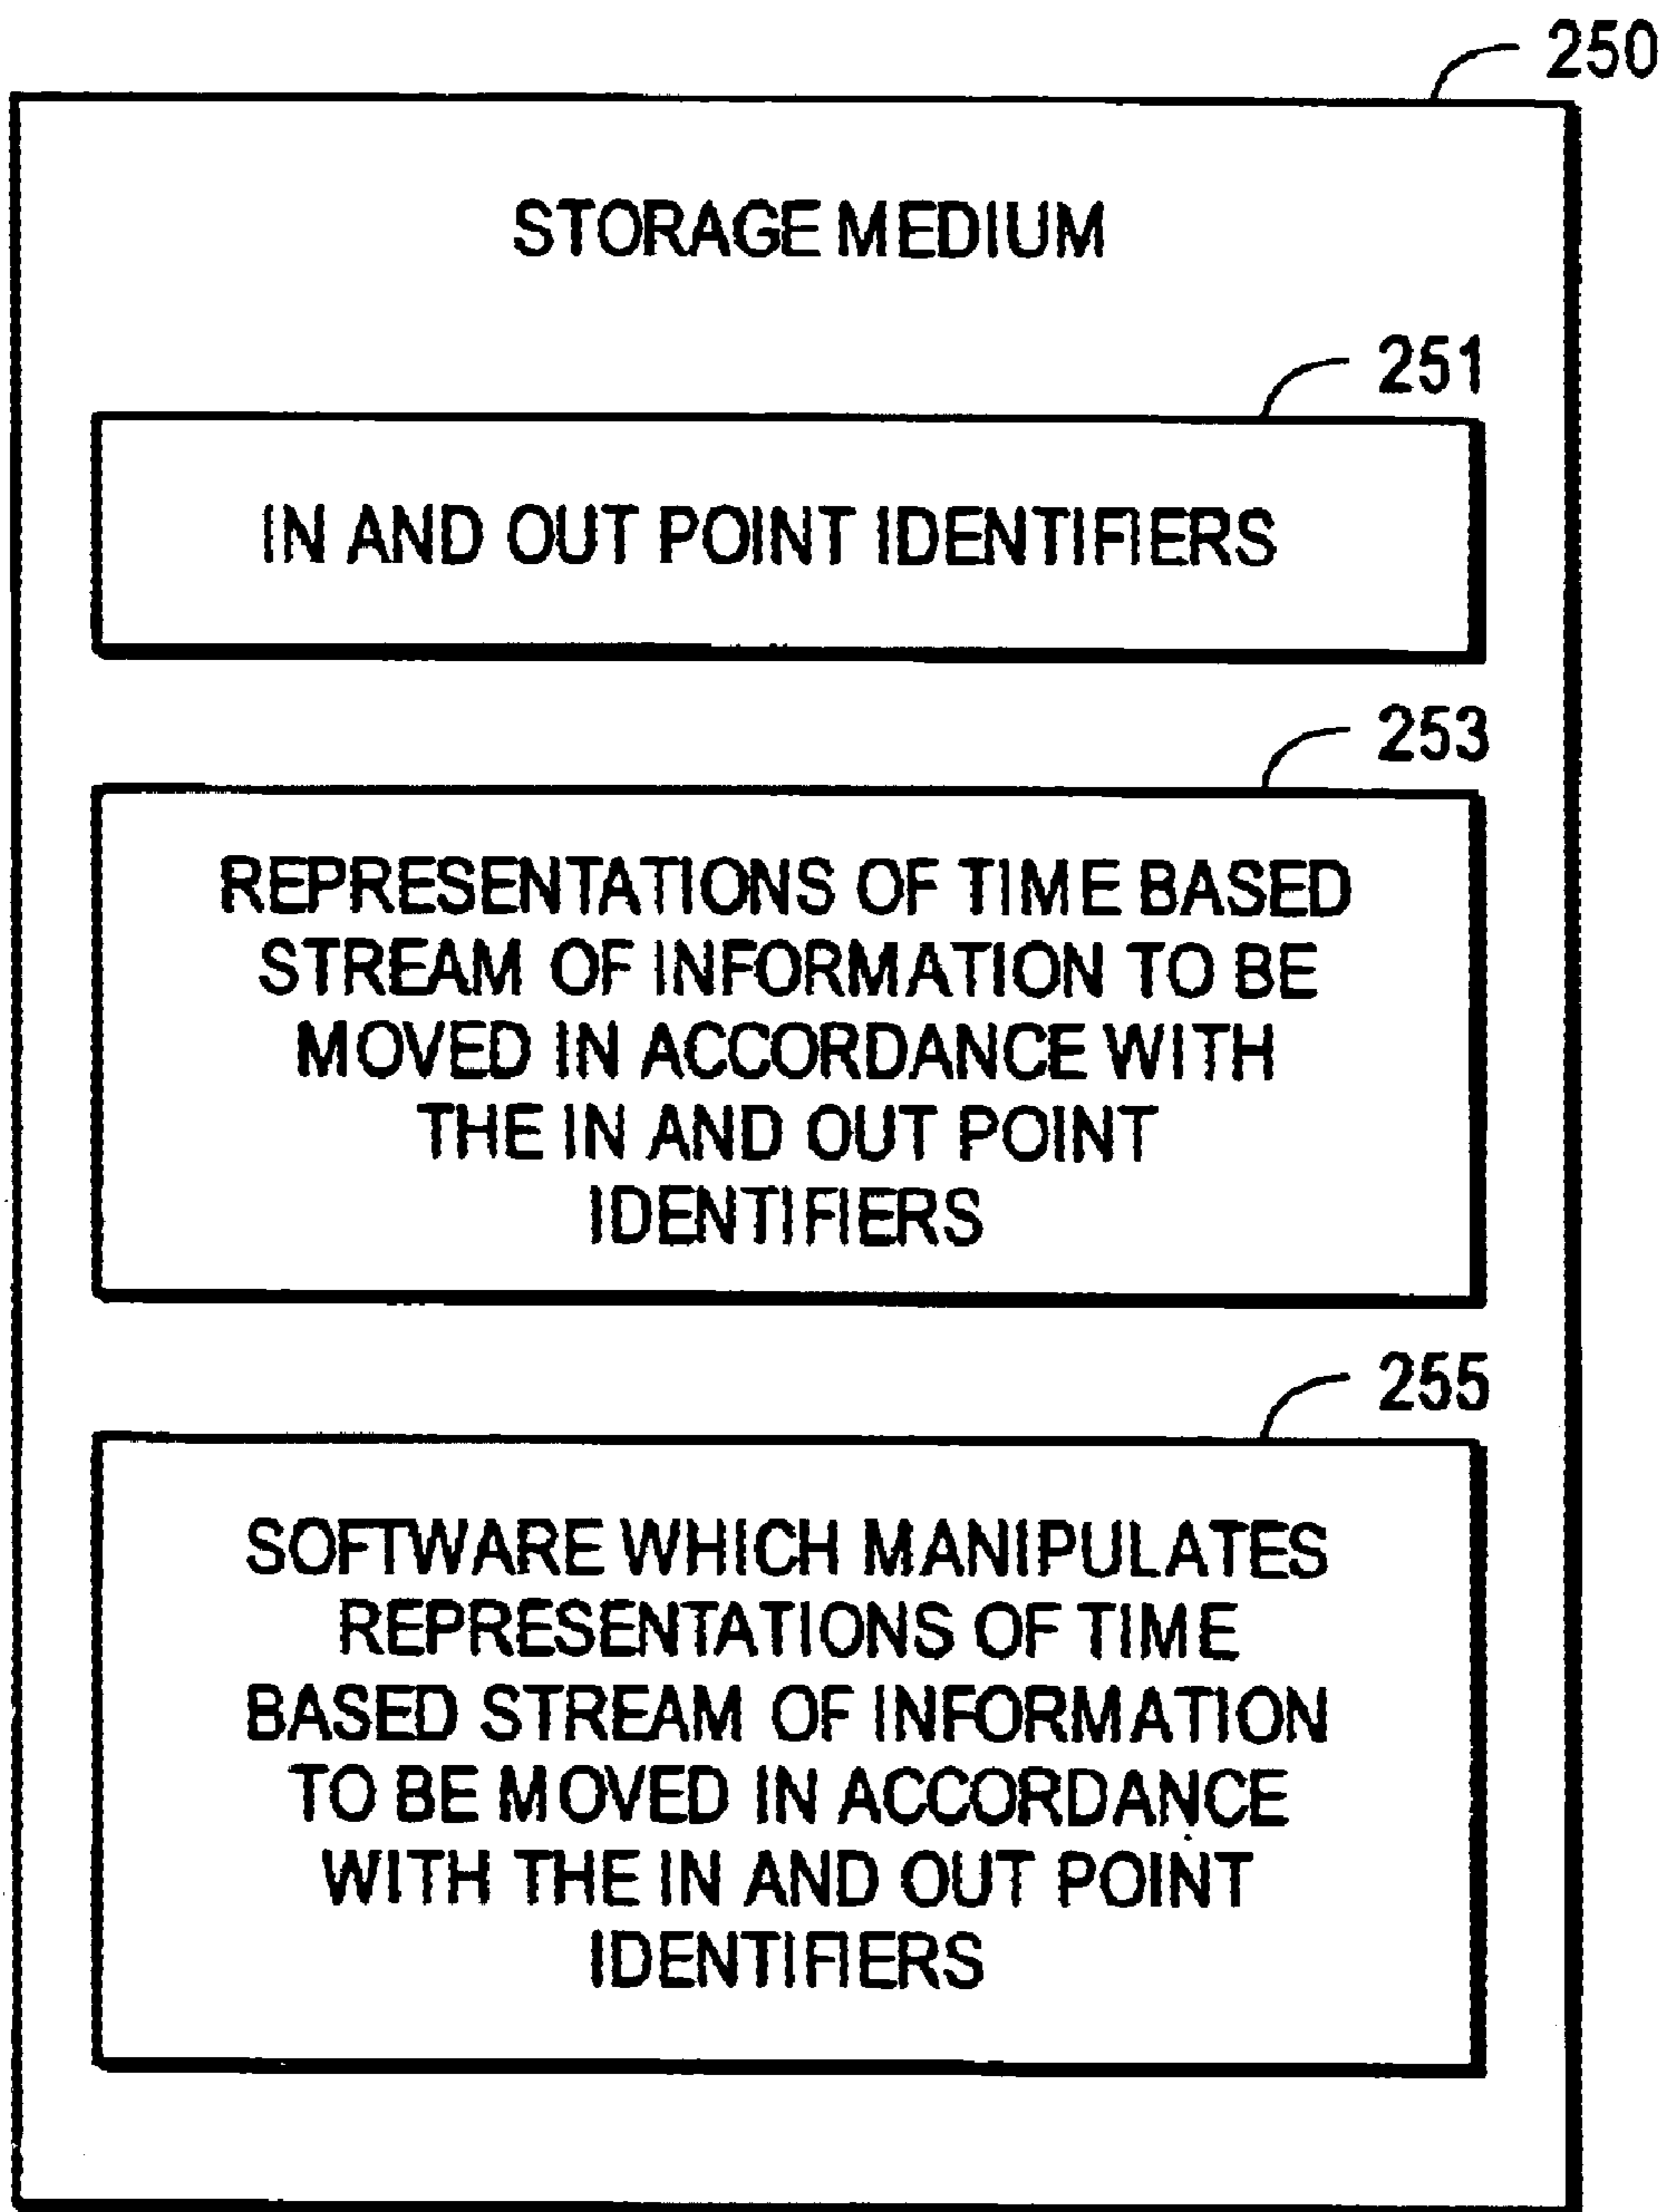 250
STORAGE MEDIUM
251
IN AND OUT POINT IDENTIFIERS
253
REPRESENTATIONS OF TIME BASED
STREAM OF INFORMATION TO BE
MOVED IN ACCORDANCE WITH
THE IN AND OUT POINT
IDENTIFIERS
255
SOFTWARE WHICH MANIPULATES
REPRESENTATIONS OF TIME
BASED STREAM OF INFORMATION
TO BE MOVED IN ACCORDANCE
WITH THE IN AND OUT POINT
IDENTIFIERS